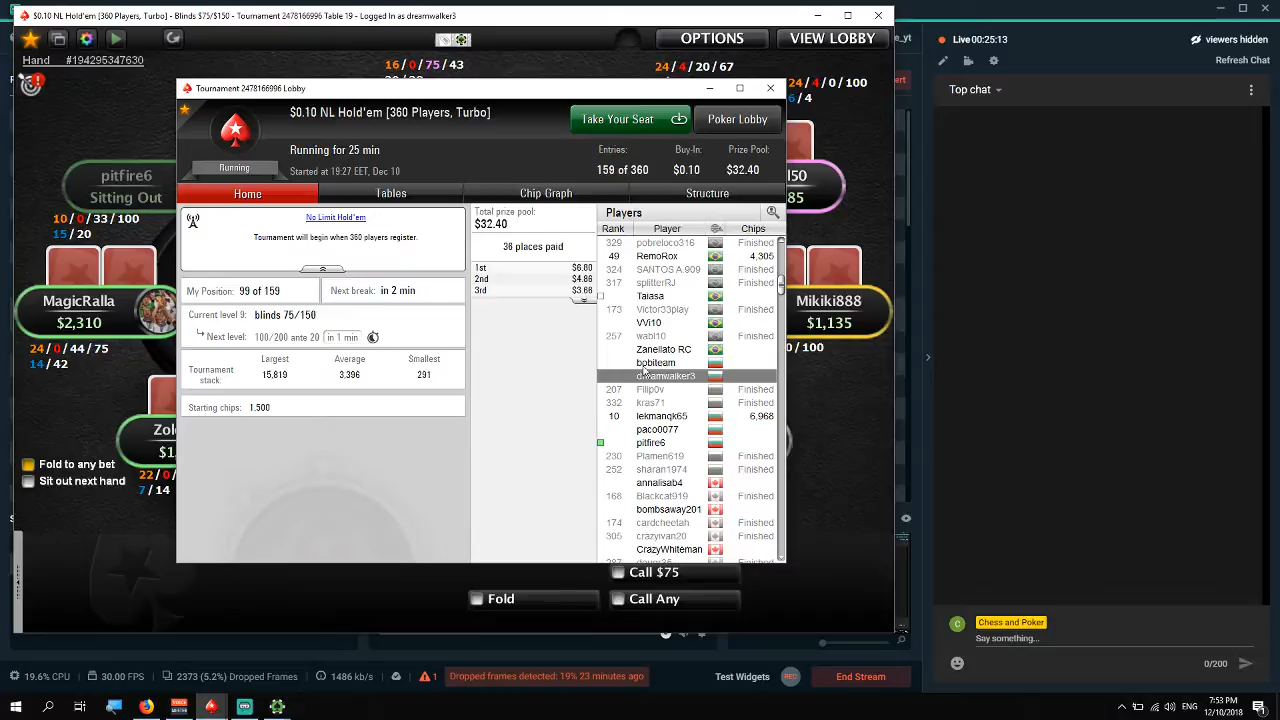 $0.10 NL Hold'em [360 Players, Turbo] - Blinds $75/$150 - Tournament 2478166996 Table 19 - Logged In as dreamwalker3
OPTIONS
VIEW LOBBY
Hand #194295347630
16/0/75/43
24/4/20/67
24/4/0/100
6/4
pitfire6
Sitting Out
10/0/33/100
15/20
MagicRalla
$2,310
24/0/44/75
14/42
Mikiki888
$1,135
Fold to any bet
Sit out next hand
7/14
Tournament 2478166996 Lobby
$0.10 NL Hold'em [360 Players, Turbo]
Take Your Seat
Poker Lobby
Running
Running for 25 min
Started at 19:27 EET, Dec 10
Entries:
Buy-In:
Prize Pool:
159 of 360
$0.10
$32.40
Home
Tables
Chip Graph
Structure
No Limit Hold'em
Tournament will begin when 360 players register.
Total prize pool:
$32.40
36 places paid
1st $6.80
2nd $4.86
3rd $3.66
My Position: 99 of 159
Next break: in 2 min
Current level 9: blinds 75/150
Next level: 100/200 ante 20 in 1 min
Largest
Average
Smallest
Tournament stack:
15,819
3,396
291
Starting chips: 1.500
Players
Rank
Player
Chips
329 pobreloco316 Finished
49 RemoRox 4,305
324 SANTOS A.909 Finished
317 splitterRJ Finished
Taiasa
173 Victor33play Finished
VVi10
257 wabl10 Finished
Zanellato RC
bobiteam
dreamwalker3
207 Filip0v Finished
332 kras71 Finished
10 lekmanqk65 6,968
paco0077
pitfire6
230 Plamen619 Finished
252 sharan1974 Finished
annalisab4
168 Blackcat919 Finished
bombsaway201
174 cardcheetah Finished
305 crazyivan20 Finished
CrazyWhiteman
Call $75
Fold
Call Any
Live 00:25:13
viewers hidden
Refresh Chat
Top chat
C
Chess and Poker
Say something...
0/200
19.6% CPU
30.00 FPS
2373 (5.2%) Dropped Frames
1486 kb/s
1
Dropped frames detected: 19% 23 minutes ago
Test Widgets
REC
End Stream
ENG
7:53 PM
12/10/2018